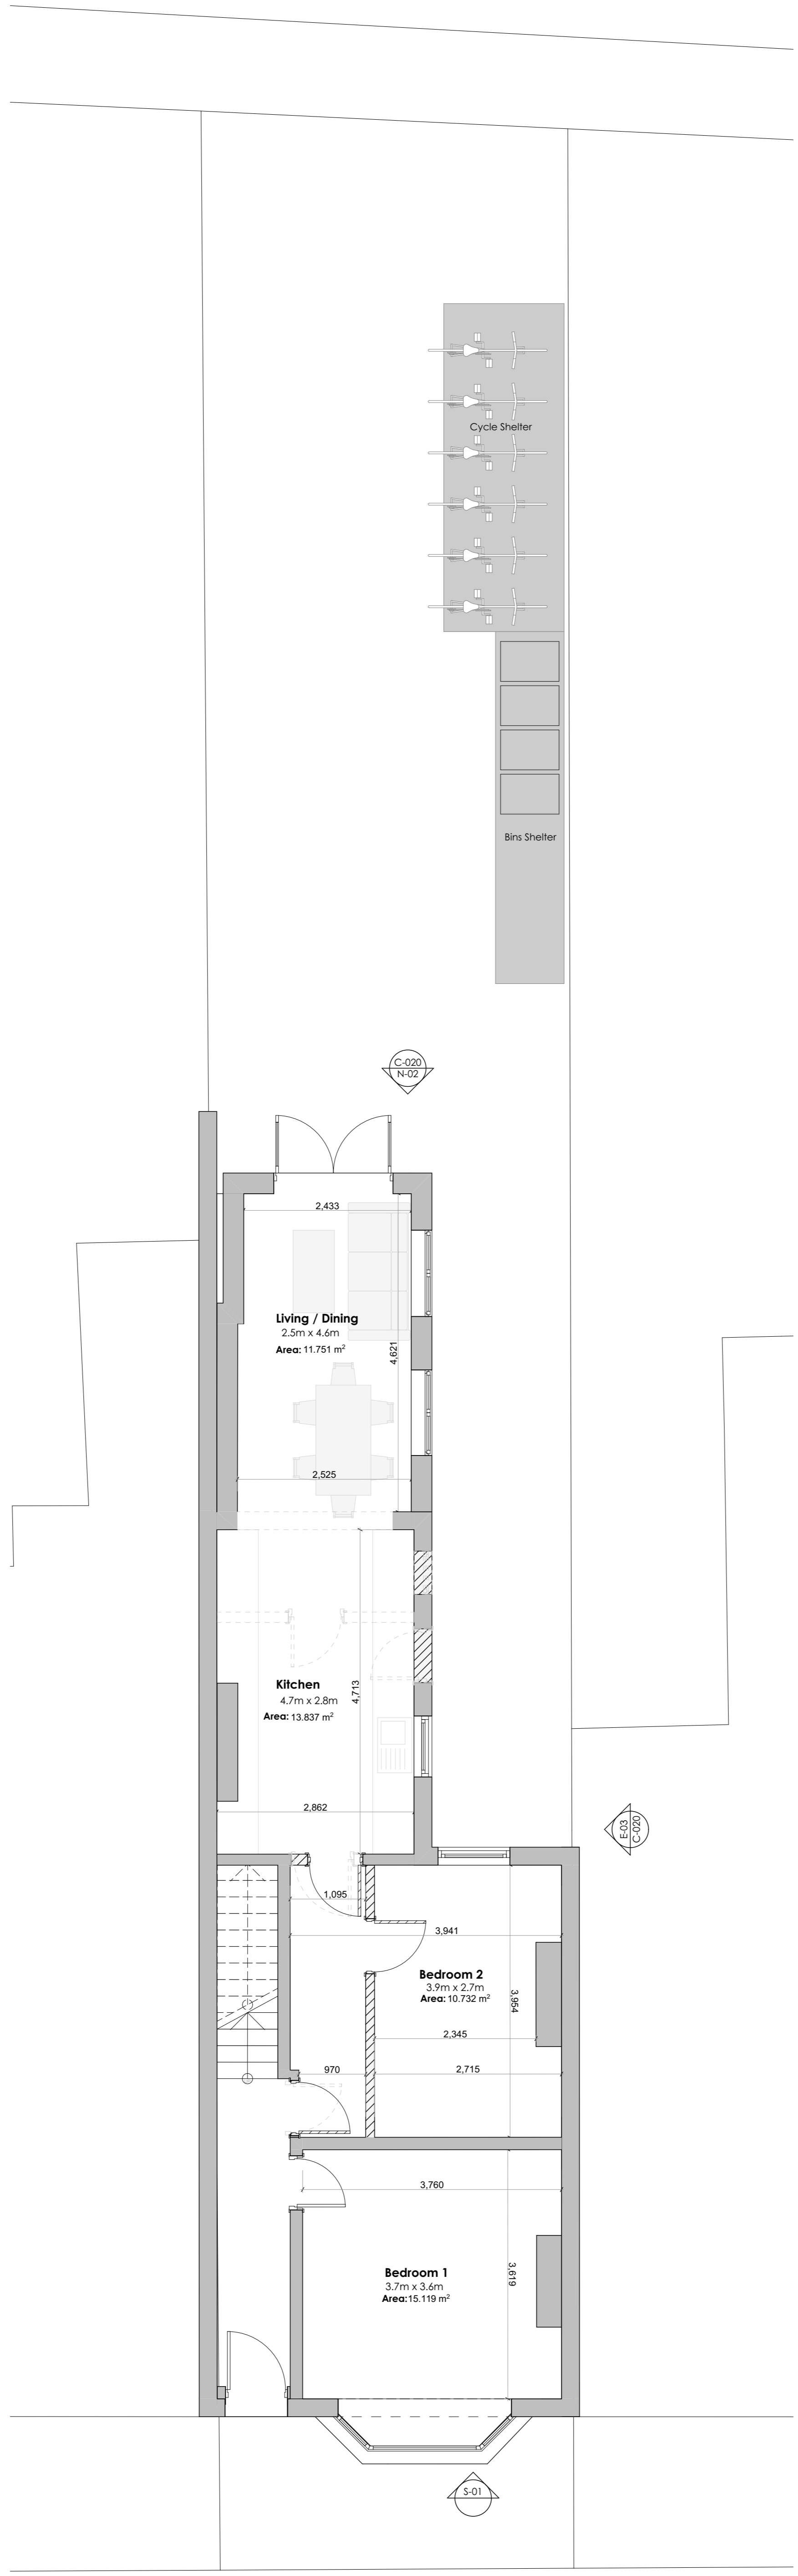 Cycle Shelter
Bins Shelter
C-020
N-02
2,433
Living / Dining
2.5m x 4.6m
Area: 11.751 m²
4,621
2,525
Kitchen
4.7m x 2.8m
Area: 13.837 m²
4,713
2,862
E-03
C-020
1,095
3,941
Bedroom 2
3.9m x 2.7m
Area: 10.732 m²
3,954
2,345
970
2,715
3,760
Bedroom 1
3.7m x 3.6m
Area: 15.119 m²
3,619
S-01